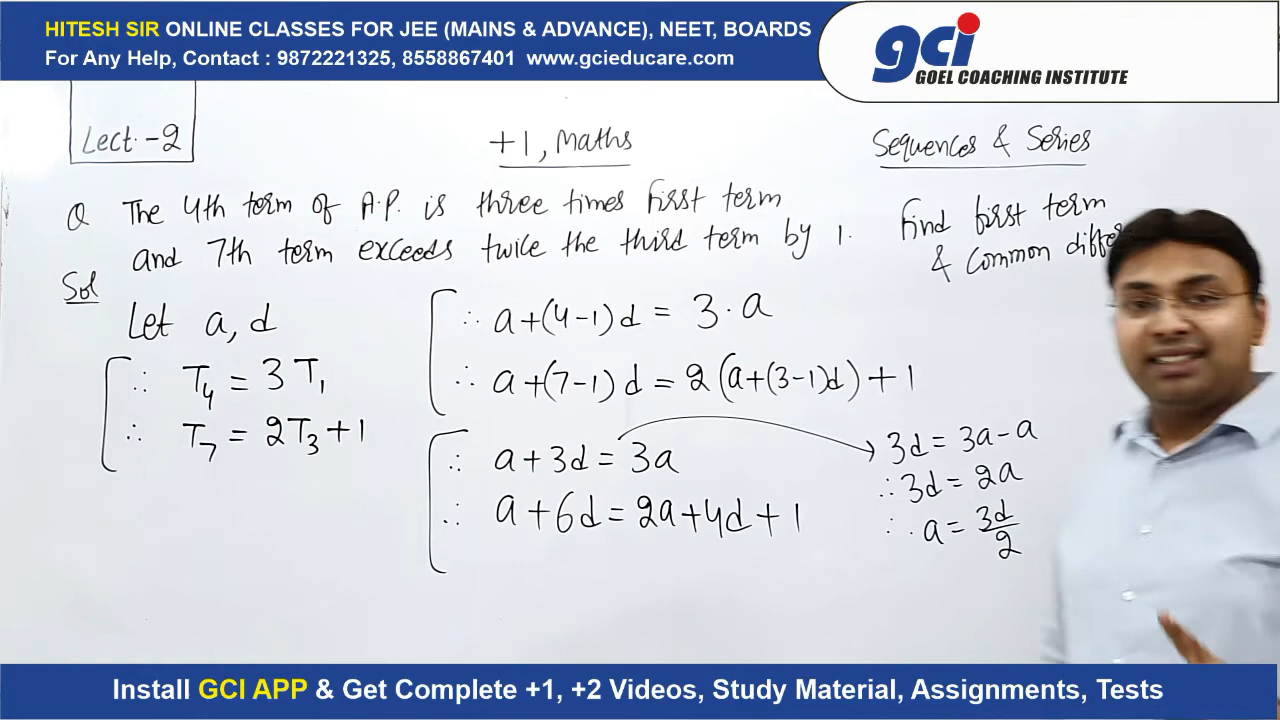 HITESH SIR ONLINE CLASSES FOR JEE (MAINS & ADVANCE), NEET, BOARDS
For Any Help, Contact : 9872221325, 8558867401 www.gcieducare.com
gci
GOEL COACHING INSTITUTE
Lect.-2
+1, Maths
Sequences & Series
Q The 4th term of A.P. is three times first term
and 7th term exceeds twice the third term by 1. Find first term
& common differ
Sol
Let a, d
∴ T₄ = 3T₁
∴ T₇ = 2T₃+1
∴ a+(4-1)d = 3·a
∴ a+(7-1)d = 2(a+(3-1)d)+1
∴ a+3d = 3a
∴ a+6d = 2a+4d+1
3d = 3a-a
∴ 3d = 2a
∴ a = 3d/2
Install GCI APP & Get Complete +1, +2 Videos, Study Material, Assignments, Tests